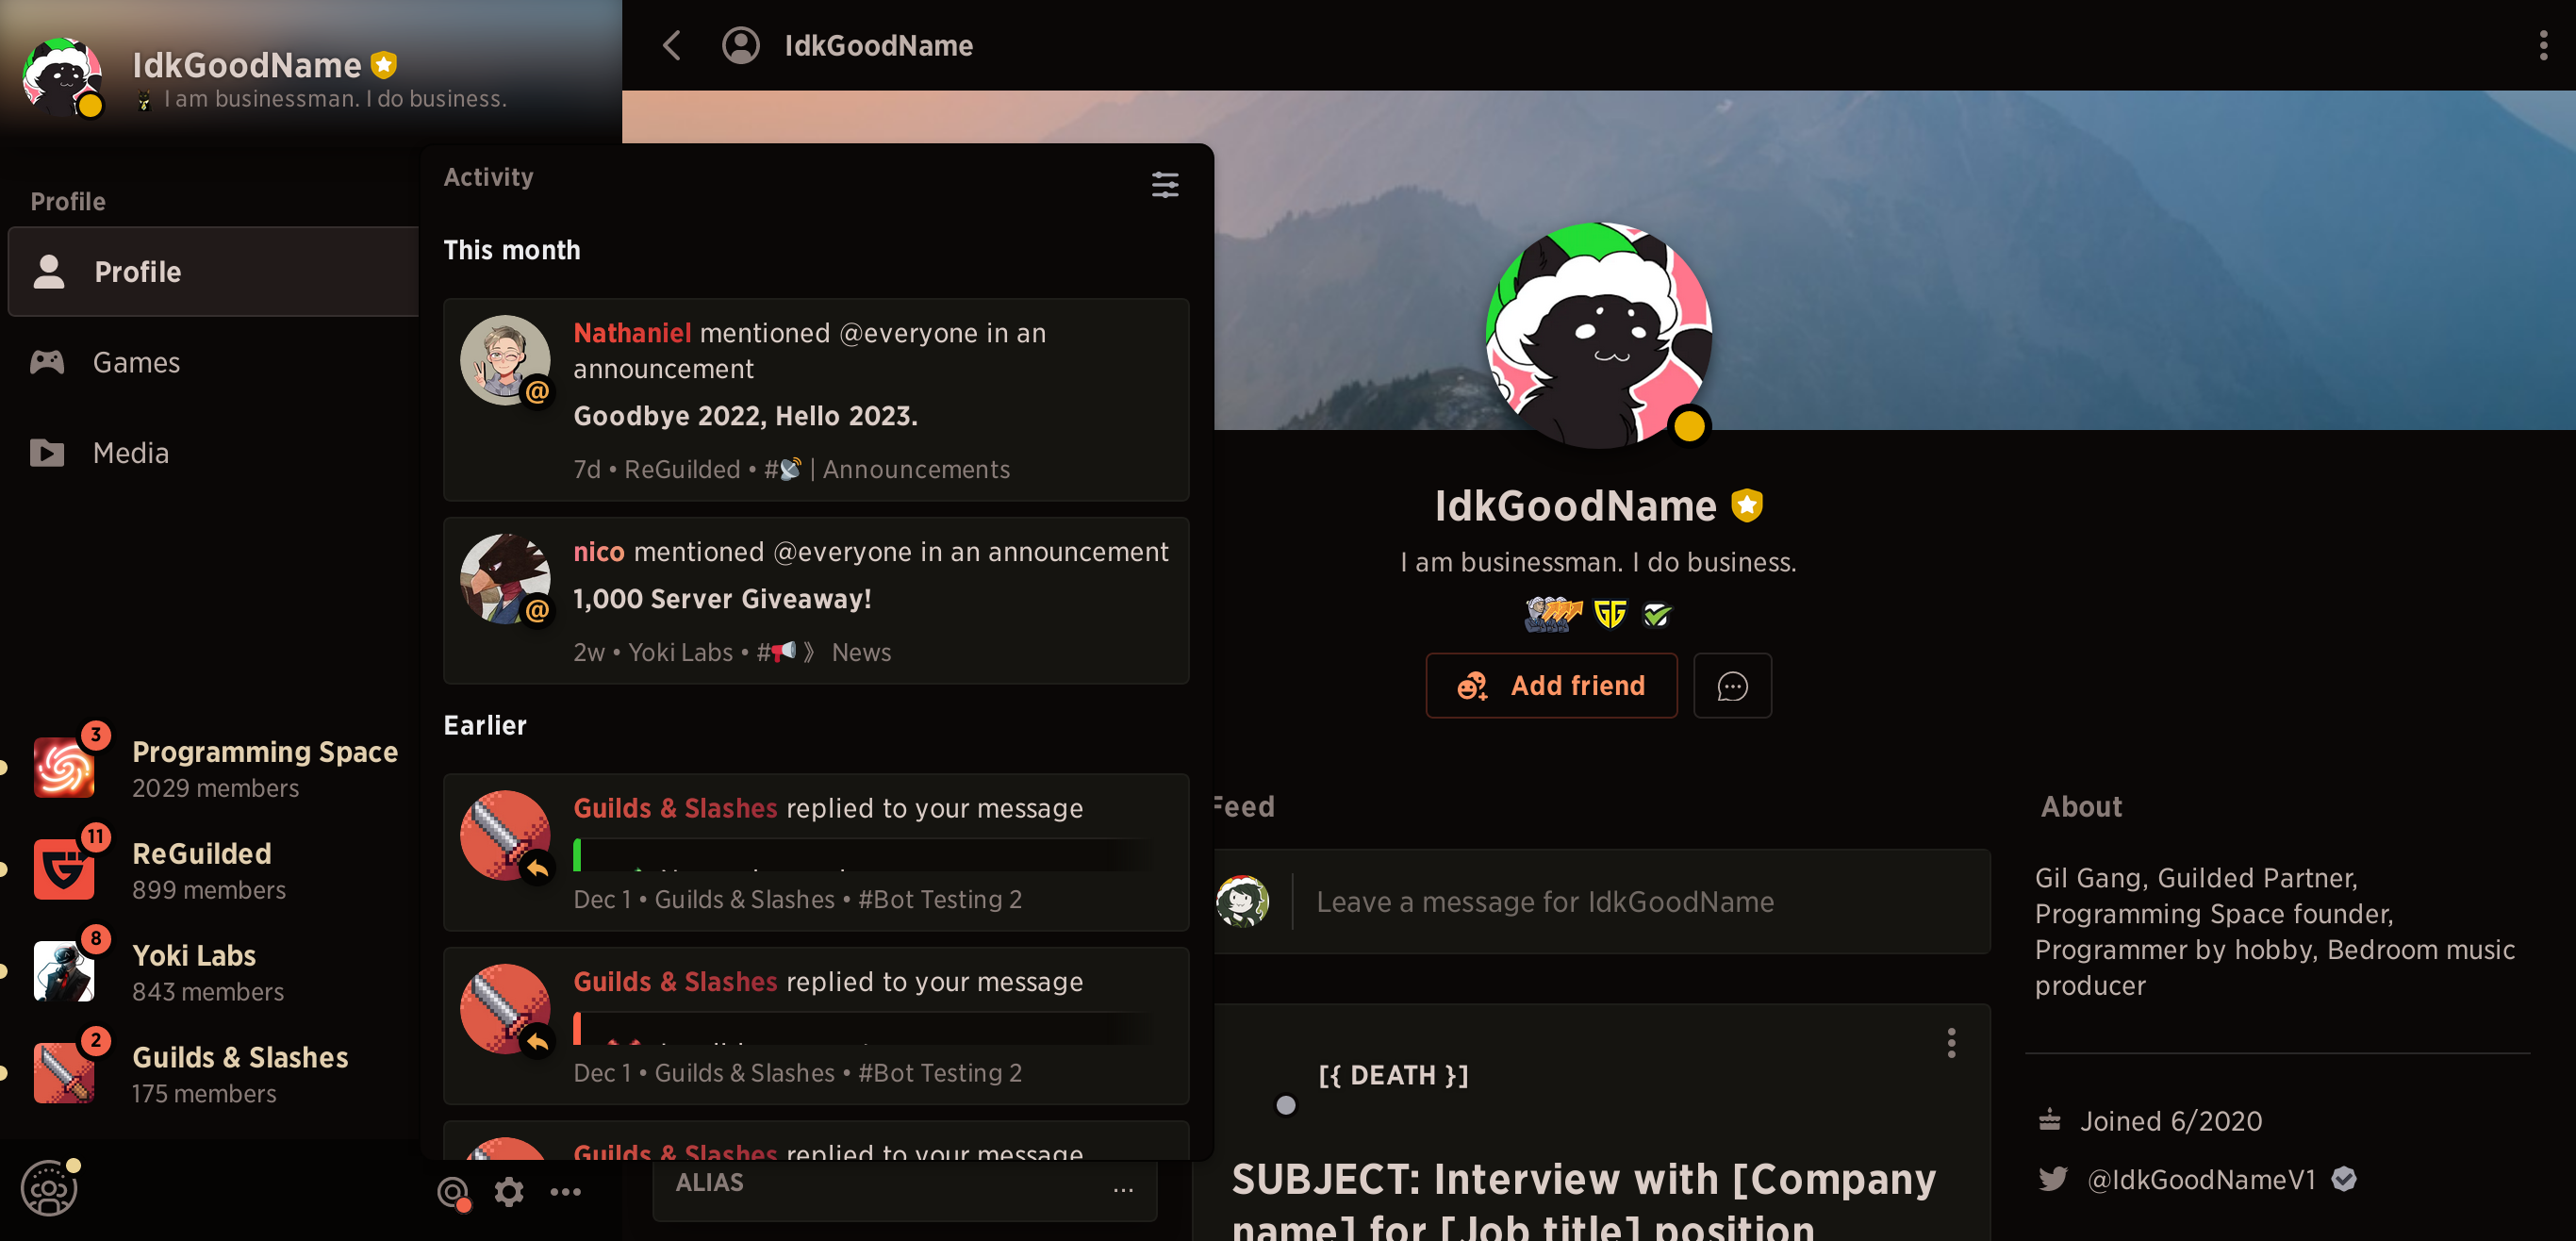 IdkGoodName
I am businessman. I do business.
Profile
Profile
Games
Media
3
Programming Space
2029 members
11
ReGuilded
899 members
8
Yoki Labs
843 members
2
Guilds & Slashes
175 members
Activity
This month
Nathaniel mentioned @everyone in an
announcement
Goodbye 2022, Hello 2023.
7d • ReGuilded • #📡 | Announcements
nico mentioned @everyone in an announcement
1,000 Server Giveaway!
2w • Yoki Labs • #📢 》 News
Earlier
Guilds & Slashes replied to your message
Dec 1 • Guilds & Slashes • #Bot Testing 2
Guilds & Slashes replied to your message
Dec 1 • Guilds & Slashes • #Bot Testing 2
Guilds & Slashes replied to your message
IdkGoodName
IdkGoodName
I am businessman. I do business.
GG
Add friend
Feed
Leave a message for IdkGoodName
[{ DEATH }]
SUBJECT: Interview with [Company
name] for [Job title] position
ALIAS
...
About
Gil Gang, Guilded Partner,
Programming Space founder,
Programmer by hobby, Bedroom music
producer
Joined 6/2020
@IdkGoodNameV1